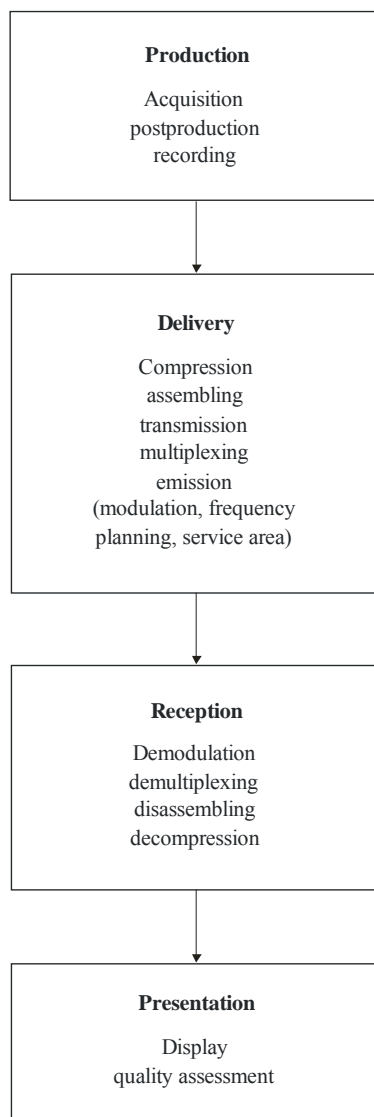 Production
Acquisition
postproduction
recording
Delivery
Compression
assembling
transmission
multiplexing
emission
(modulation, frequency
planning, service area)
Reception
Demodulation
demultiplexing
disassembling
decompression
Presentation
Display
quality assessment